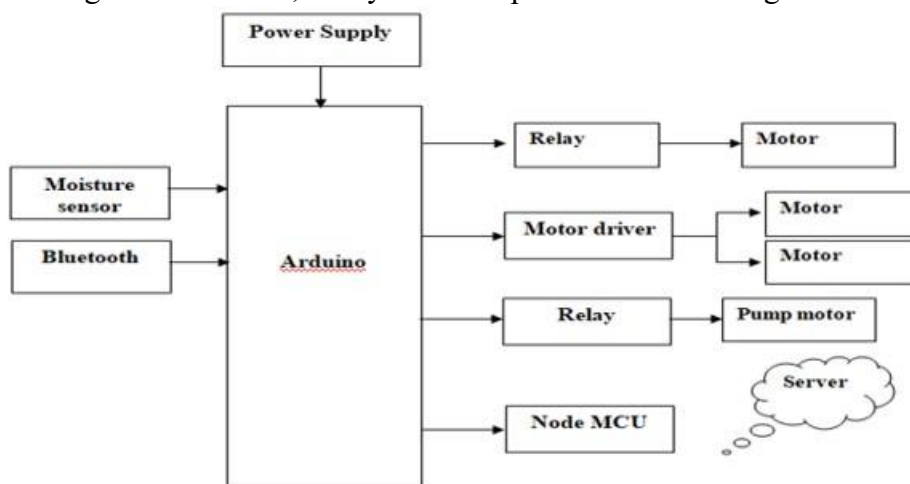 Power Supply
Relay
Motor
Moisture
sensor
Motor driver
Motor
Motor
Bluetooth
Arduino
Relay
Pump motor
Server
Node MCU